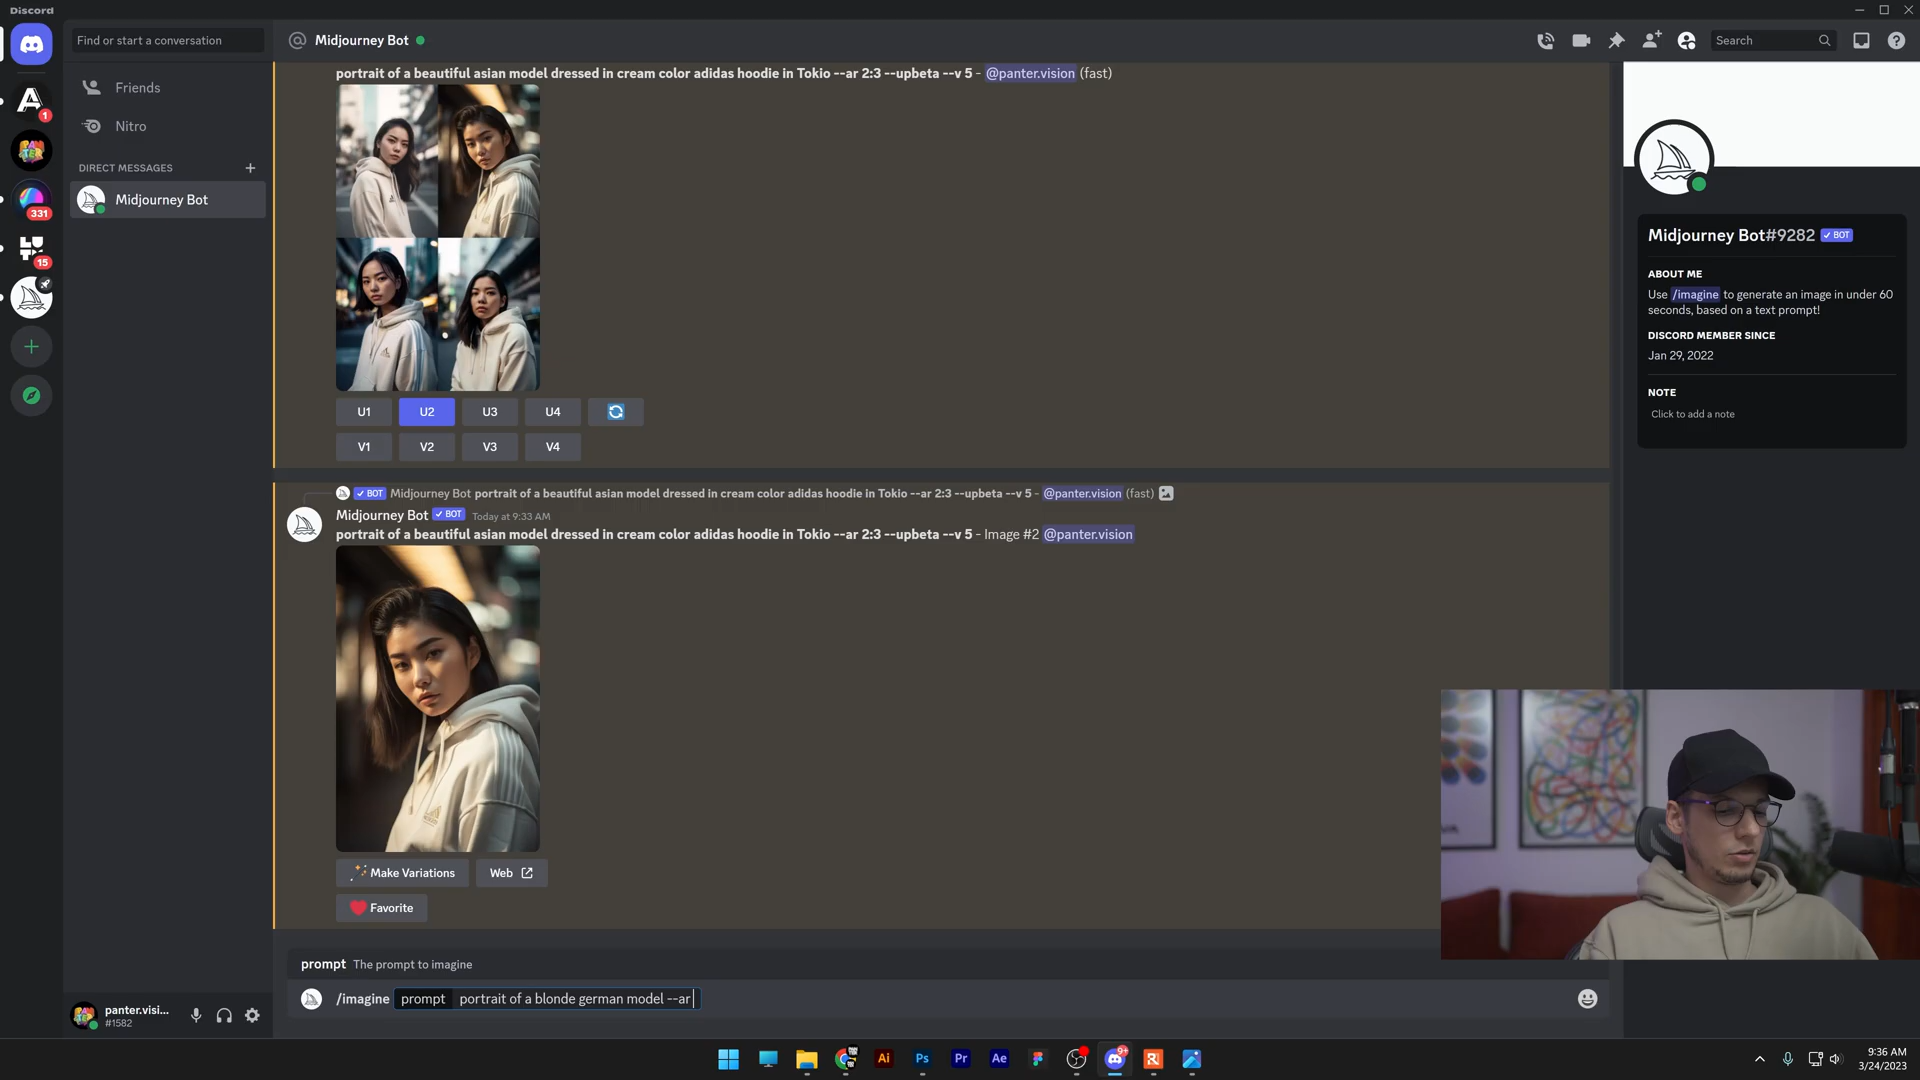 Discord
Find or start a conversation
Midjourney Bot
Search
Friends
Nitro
DIRECT MESSAGES
Midjourney Bot
1
331
15
portrait of a beautiful asian model dressed in cream color adidas hoodie in Tokio --ar 2:3 --upbeta --v 5 - @panter.vision (fast)
U1 U2 U3 U4
V1 V2 V3 V4
BOT Midjourney Bot portrait of a beautiful asian model dressed in cream color adidas hoodie in Tokio --ar 2:3 --upbeta --v 5 - @panter.vision (fast)
Midjourney Bot BOT Today at 9:33 AM
portrait of a beautiful asian model dressed in cream color adidas hoodie in Tokio --ar 2:3 --upbeta --v 5 - Image #2 @panter.vision
Make Variations Web
Favorite
prompt The prompt to imagine
/imagine prompt portrait of a blonde german model --ar
Midjourney Bot#9282 BOT
ABOUT ME
Use /imagine to generate an image in under 60
seconds, based on a text prompt!
DISCORD MEMBER SINCE
Jan 29, 2022
NOTE
Click to add a note
panter.visi...
#1582
Ai Ps Pr Ae
9+
9:36 AM
3/24/2023